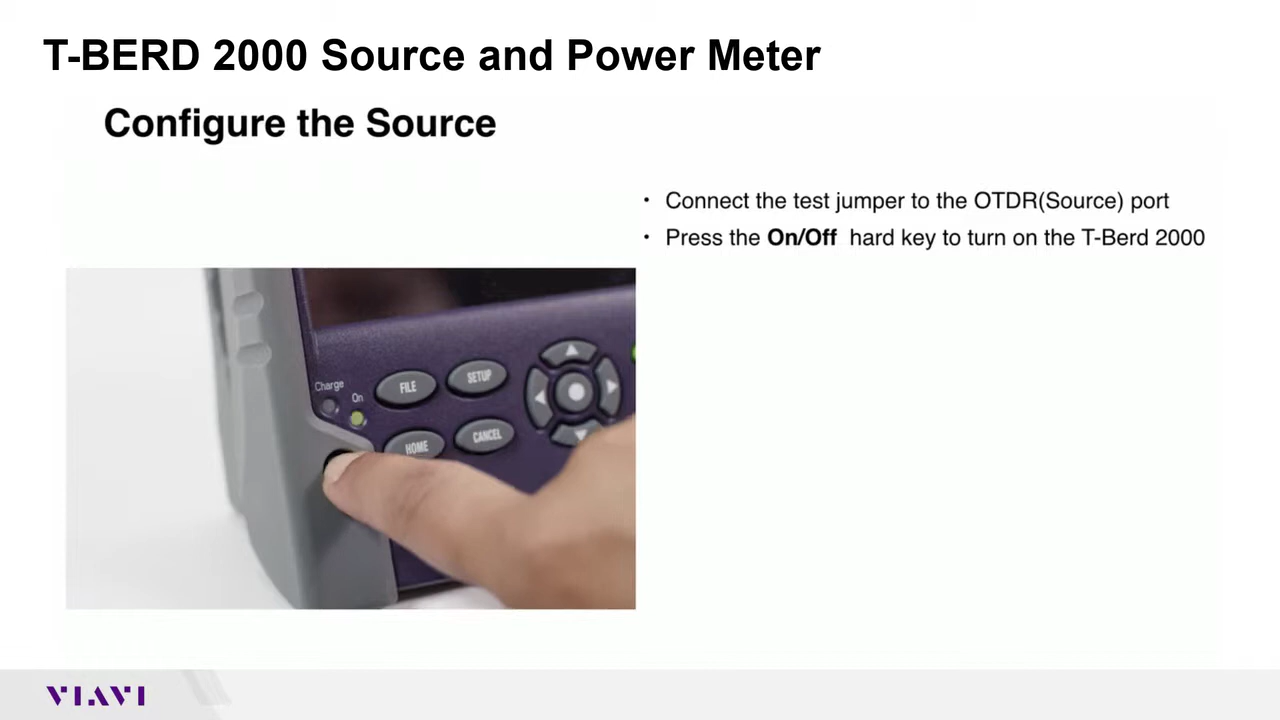 T-BERD 2000 Source and Power Meter
Configure the Source
• Connect the test jumper to the OTDR(Source) port
• Press the On/Off hard key to turn on the T-Berd 2000
Charge
On
FILE
SETUP
HOME
CANCEL
VIAVI